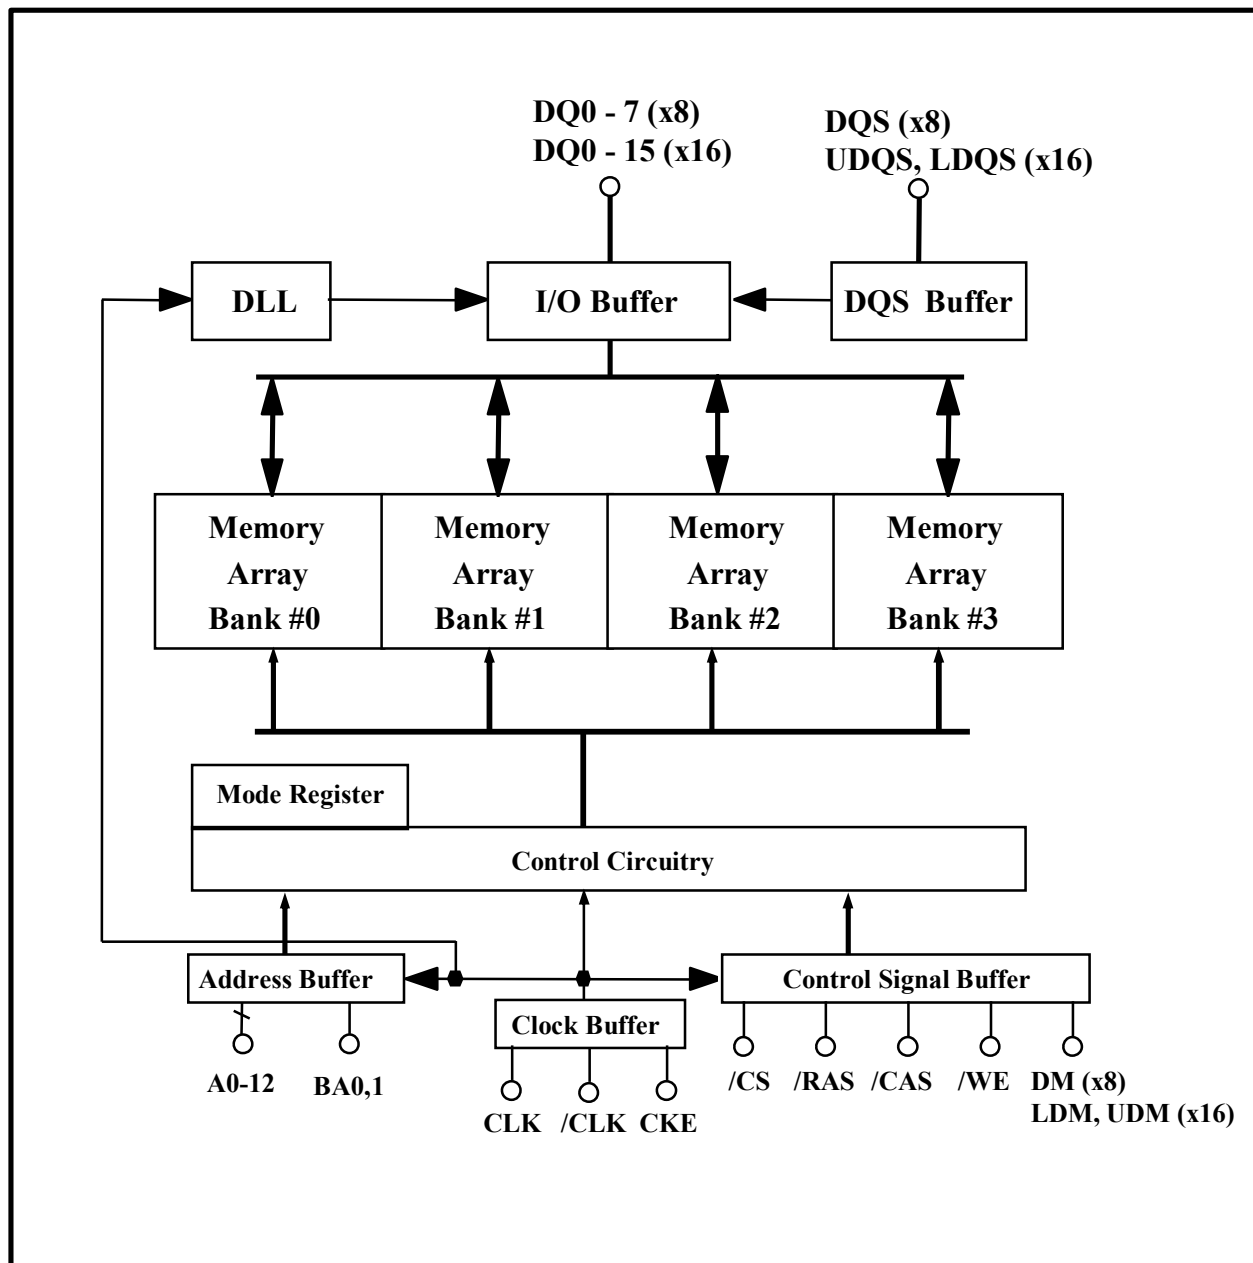 DQ0 - 7 (x8)
DQ0 - 15 (x16)
DQS (x8)
UDQS, LDQS (x16)
DLL
I/O Buffer
DQS Buffer
Memory
Array
Bank #0
Memory
Array
Bank #1
Memory
Array
Bank #2
Memory
Array
Bank #3
Mode Register
Control Circuitry
Address Buffer
Control Signal Buffer
Clock Buffer
A0-12
BA0,1
CLK
/CLK
CKE
/CS
/RAS
/CAS
/WE
DM (x8)
LDM, UDM (x16)